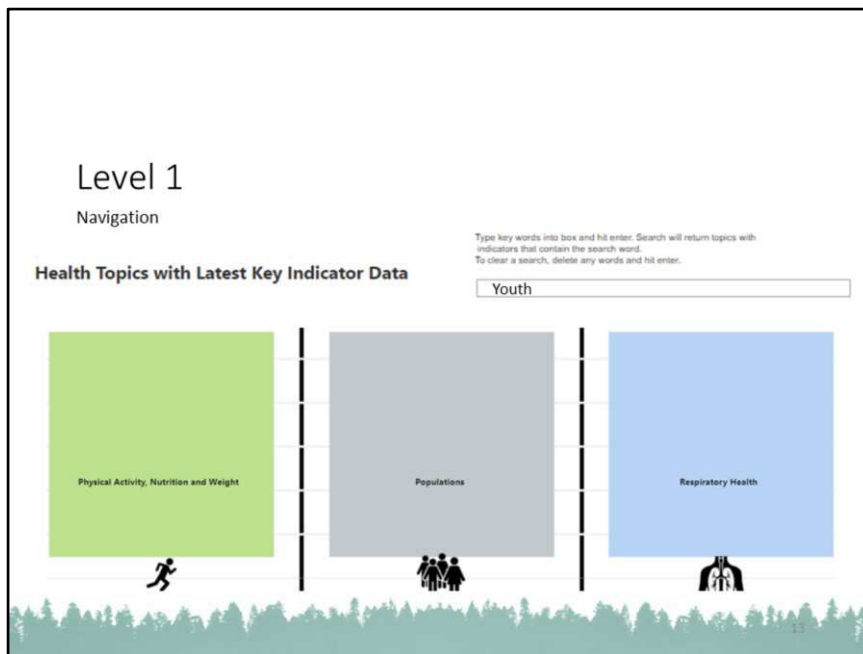 Level 1
Navigation
Type key words into box and hit enter. Search will return topics with
indicators that contain the search word.
To clear a search, delete any words and hit enter.
Health Topics with Latest Key Indicator Data
Youth
Physical Activity, Nutrition and Weight
Populations
Respiratory Health
13